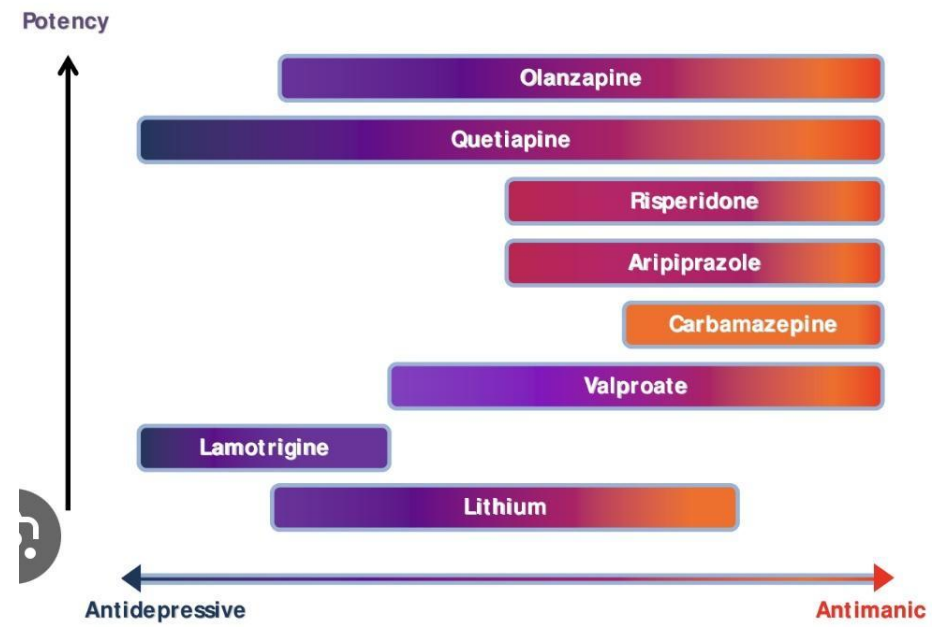 Potency
Olanzapine
Quetiapine
Risperidone
Aripiprazole
Carbamazepine
Valproate
Lamotrigine
Lithium
Antidepressive
Antimanic